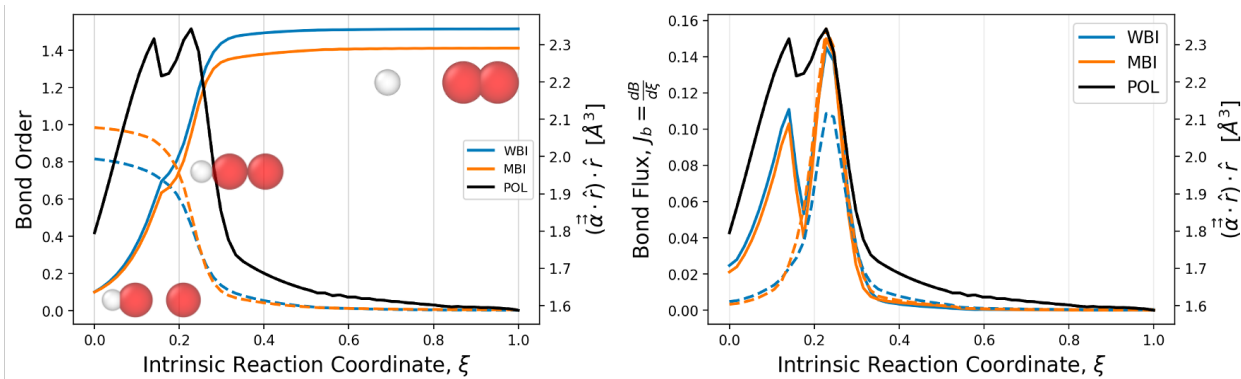 1.4
1.2
1.0
0.8
0.6
0.4
0.2
0.0
Bond Order
0.0 0.2 0.4 0.6 0.8 1.0
Intrinsic Reaction Coordinate, ξ
WBI
MBI
POL
2.3
2.2
2.1
2.0
1.9
1.8
1.7
1.6
(α⃗⃗ · r̂) · r̂ [Å³]
0.16
0.14
0.12
0.10
0.08
0.06
0.04
0.02
0.00
Bond Flux, J_b = dB/dξ
0.0 0.2 0.4 0.6 0.8 1.0
Intrinsic Reaction Coordinate, ξ
WBI
MBI
POL
2.3
2.2
2.1
2.0
1.9
1.8
1.7
1.6
(α⃗⃗ · r̂) · r̂ [Å³]